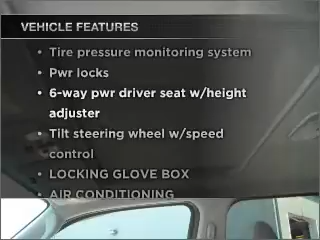 VEHICLE FEATURES
• Tire pressure monitoring system
• Pwr locks
• 6-way pwr driver seat w/height
adjuster
• Tilt steering wheel w/speed
control
• LOCKING GLOVE BOX
• AIR CONDITIONING